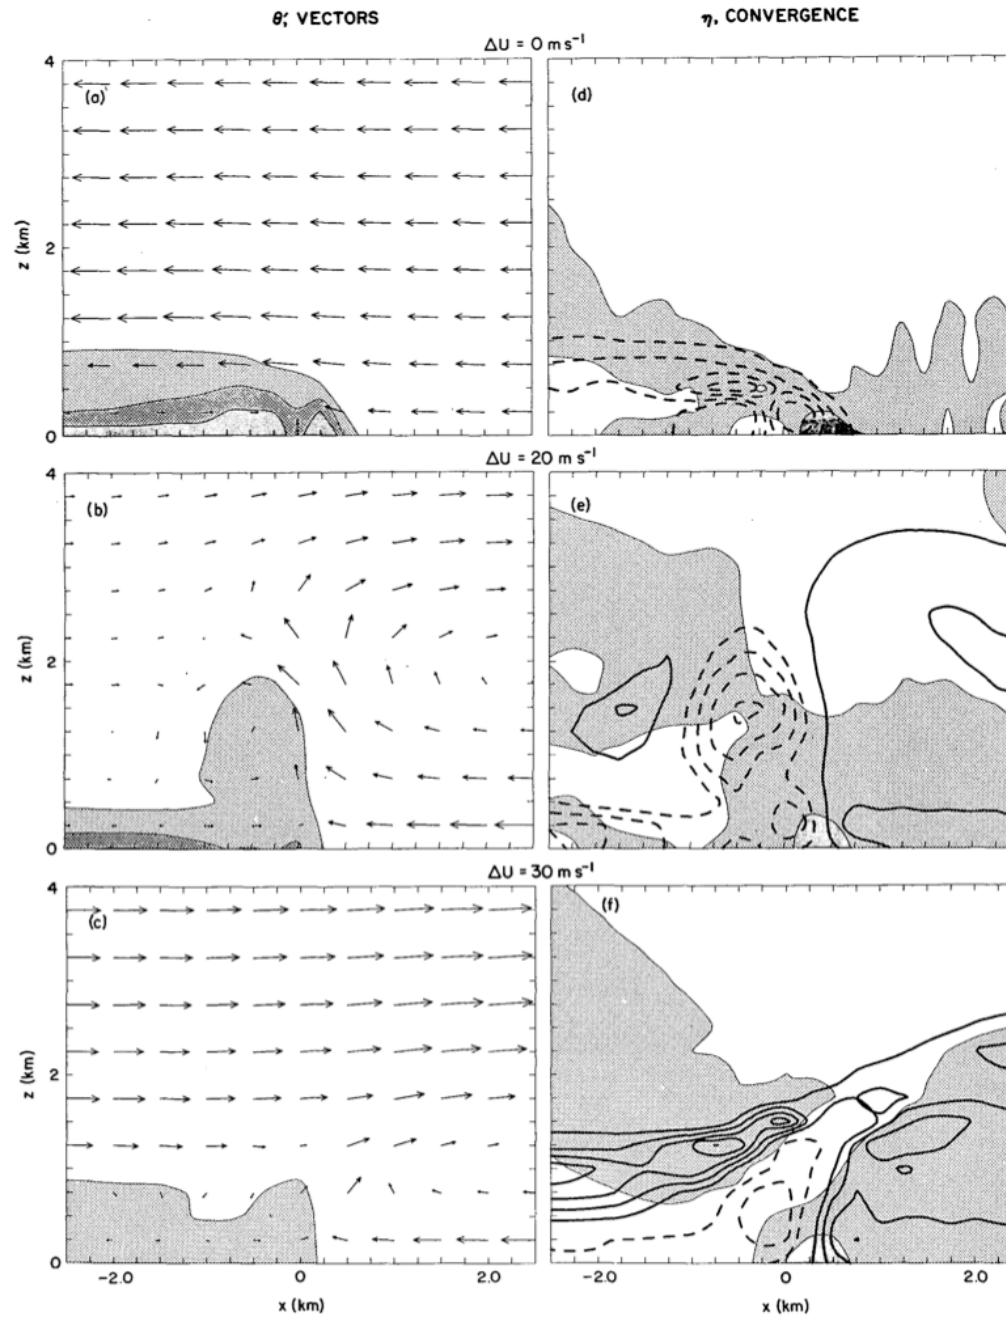 θ′, VECTORS
η, CONVERGENCE
ΔU = 0 m s⁻¹
4
(a)
(d)
z (km)
2
0
ΔU = 20 m s⁻¹
4
(b)
(e)
z (km)
2
0
ΔU = 30 m s⁻¹
4
(c)
(f)
z (km)
2
0
-2.0
0
2.0
-2.0
0
2.0
x (km)
x (km)